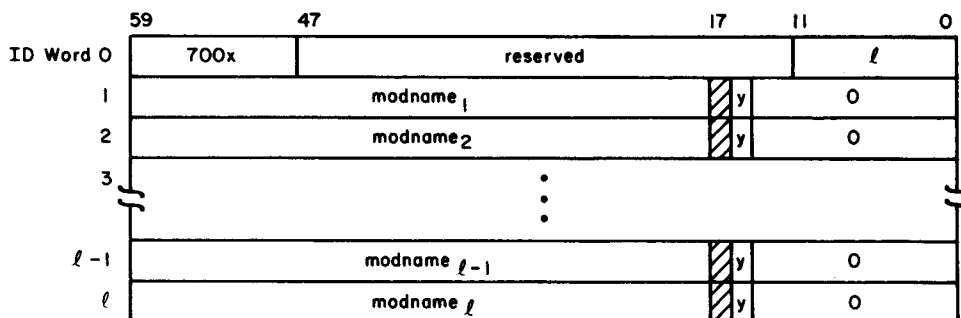 59 47 17 11 0
ID Word 0 700x reserved ℓ
1 modname₁ y 0
2 modname₂ y 0
3
ℓ-1 modname ℓ-1 y 0
ℓ modname ℓ y 0